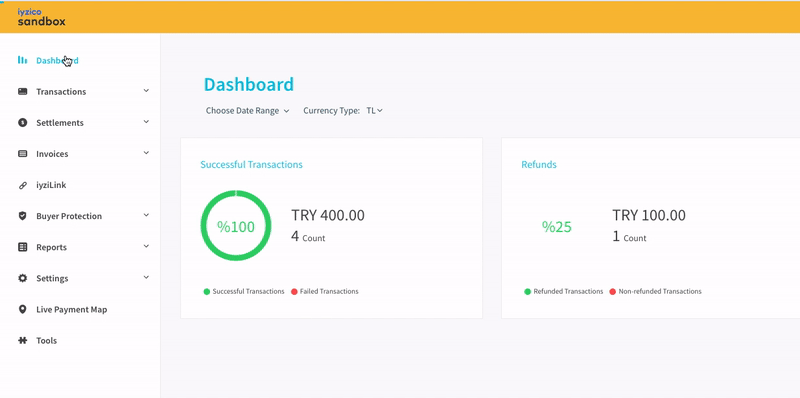 iyzico
sandbox
Dashboard
Transactions
Settlements
Invoices
iyziLink
Buyer Protection
Reports
Settings
Live Payment Map
Tools
Dashboard
Choose Date Range
Currency Type: TL
Successful Transactions
%100
TRY 400.00
4 Count
Successful Transactions
Failed Transactions
Refunds
%25
TRY 100.00
1 Count
Refunded Transactions
Non-refunded Transactions